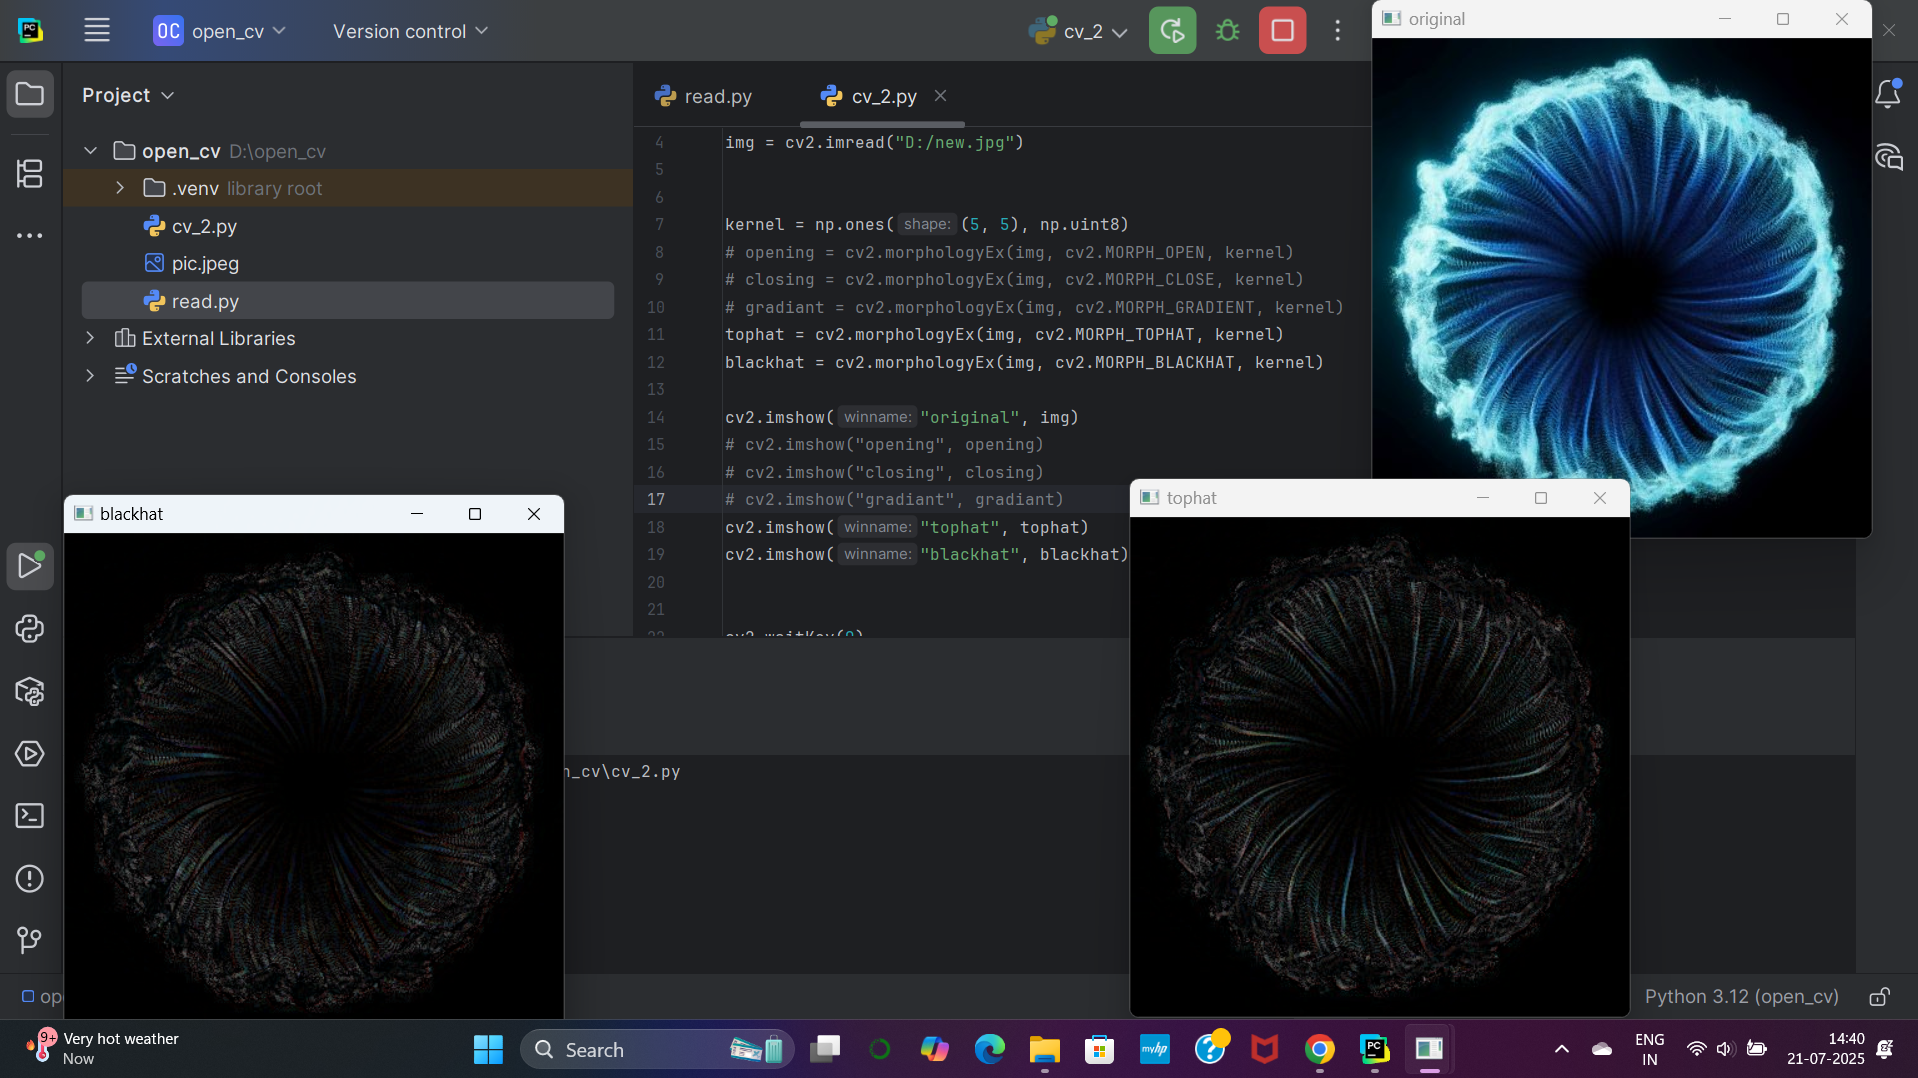 PC
OC open_cv
Version control
cv_2
original
Project
read.py
cv_2.py
open_cv D:\open_cv
.venv library root
cv_2.py
pic.jpeg
read.py
External Libraries
Scratches and Consoles
4 img = cv2.imread("D:/new.jpg")
5
6
7 kernel = np.ones( shape: (5, 5), np.uint8)
8 # opening = cv2.morphologyEx(img, cv2.MORPH_OPEN, kernel)
9 # closing = cv2.morphologyEx(img, cv2.MORPH_CLOSE, kernel)
10 # gradiant = cv2.morphologyEx(img, cv2.MORPH_GRADIENT, kernel)
11 tophat = cv2.morphologyEx(img, cv2.MORPH_TOPHAT, kernel)
12 blackhat = cv2.morphologyEx(img, cv2.MORPH_BLACKHAT, kernel)
13
14 cv2.imshow( winname: "original", img)
15 # cv2.imshow("opening", opening)
16 # cv2.imshow("closing", closing)
17 # cv2.imshow("gradiant", gradiant)
18 cv2.imshow( winname: "tophat", tophat)
19 cv2.imshow( winname: "blackhat", blackhat)
20
21
blackhat
tophat
n_cv\cv_2.py
op
Python 3.12 (open_cv)
9+ Very hot weather
Now
Search
myhp
PC
ENG
IN
14:40
21-07-2025